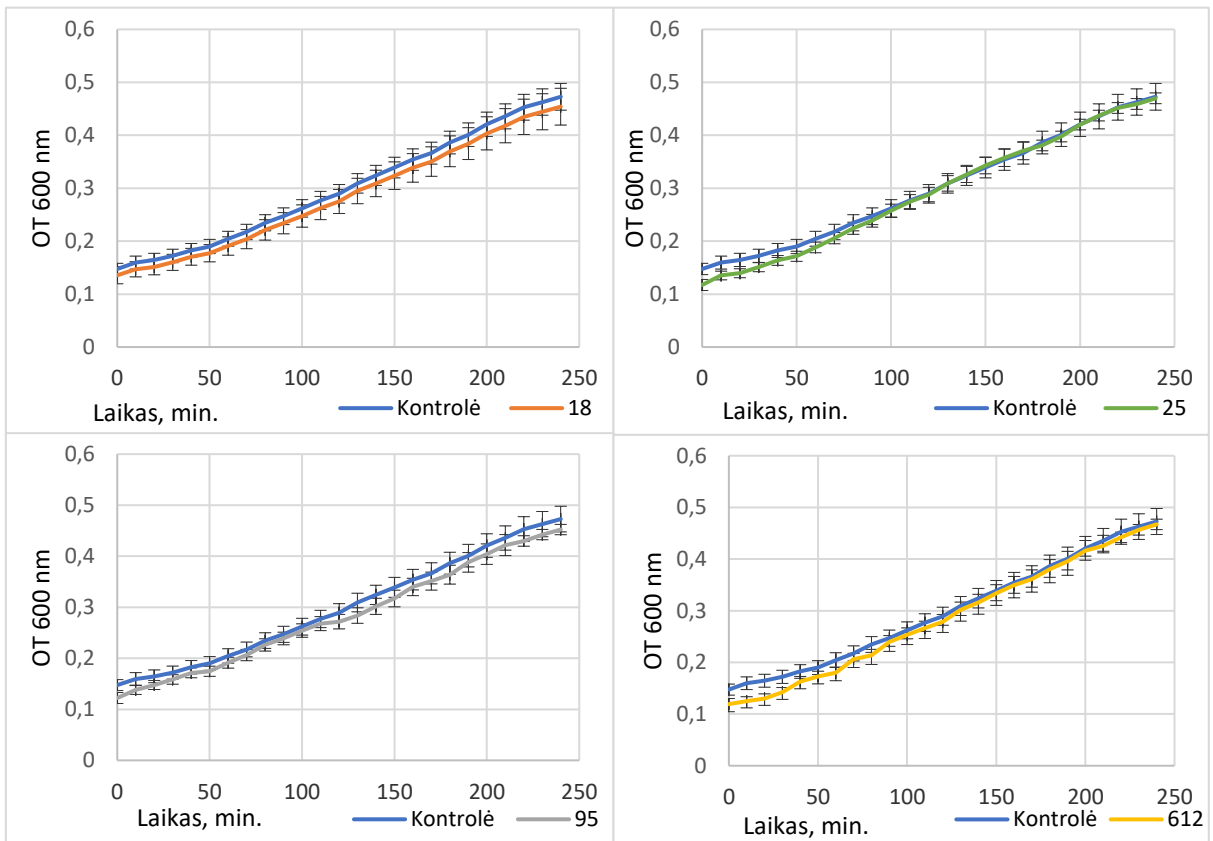 0,6
0,5
0,4
0,3
0,2
0,1
0
OT 600 nm
0 50 100 150 200 250
Laikas, min.
Kontrolė 18
0,6
0,5
0,4
0,3
0,2
0,1
0
OT 600 nm
0 50 100 150 200 250
Laikas, min.
Kontrolė 25
0,6
0,5
0,4
0,3
0,2
0,1
0
OT 600 nm
0 50 100 150 200 250
Laikas, min.
Kontrolė 95
0,6
0,5
0,4
0,3
0,2
0,1
0
OT 600 nm
0 50 100 150 200 250
Laikas, min.
Kontrolė 612